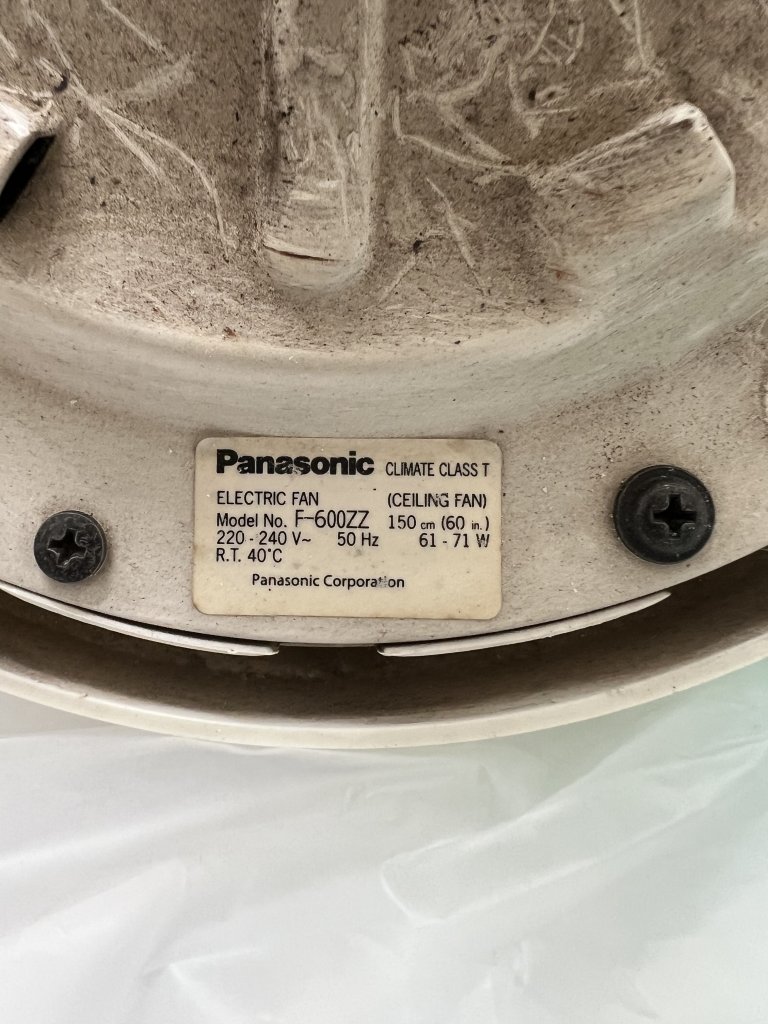 Panasonic CLIMATE CLASS T
ELECTRIC FAN (CEILING FAN)
Model No. F-600ZZ 150 cm (60 in.)
220 - 240 V~ 50 Hz 61 - 71 W
R.T. 40°C
Panasonic Corporation